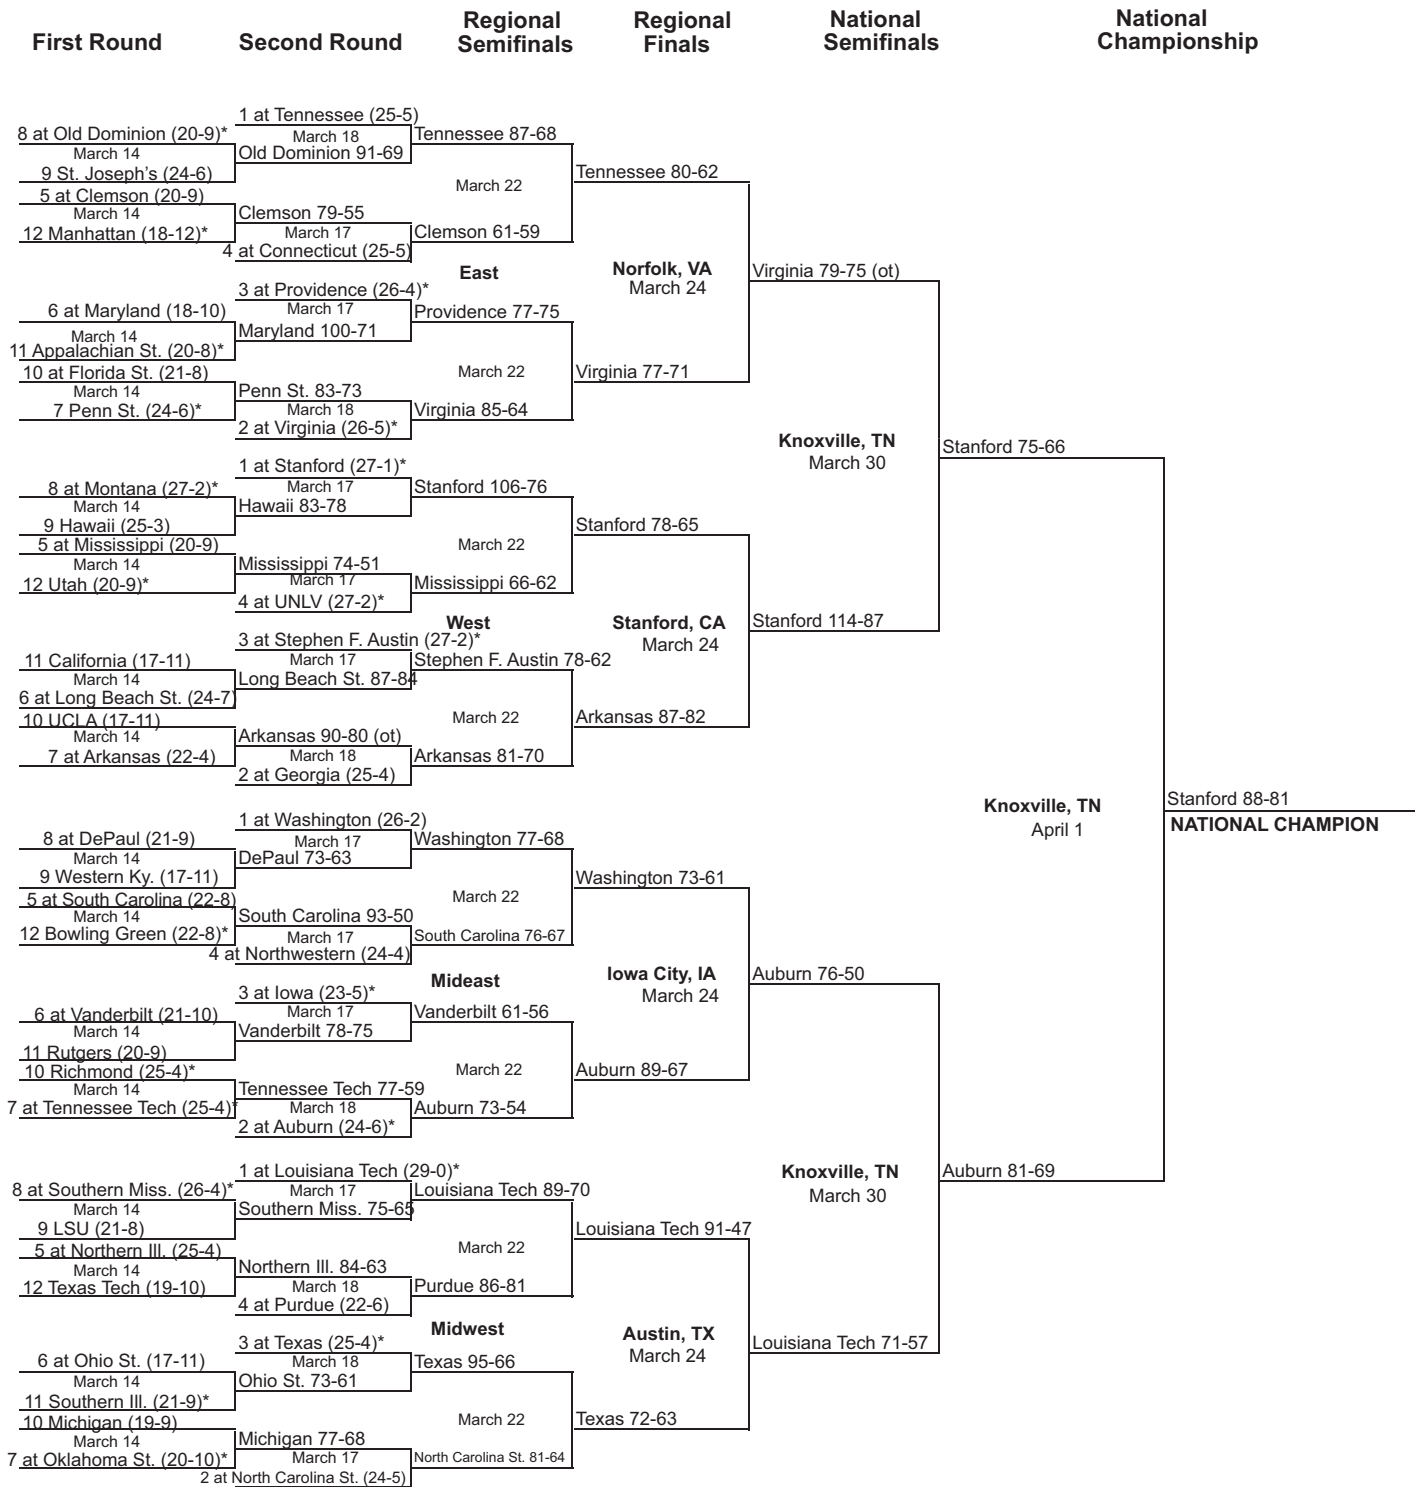 First Round
Second Round
Regional
Semifinals
Regional
Finals
National
Semifinals
National
Championship
1 at Tennessee (25-5)
8 at Old Dominion (20-9)*
March 18
Tennessee 87-68
March 14
Old Dominion 91-69
9 St. Joseph's (24-6)
Tennessee 80-62
5 at Clemson (20-9)
March 22
March 14
Clemson 79-55
12 Manhattan (18-12)*
March 17
Clemson 61-59
4 at Connecticut (25-5)
East
Norfolk, VA
March 24
Virginia 79-75 (ot)
3 at Providence (26-4)*
6 at Maryland (18-10)
March 17
Providence 77-75
March 14
Maryland 100-71
11 Appalachian St. (20-8)*
10 at Florida St. (21-8)
March 22
Virginia 77-71
March 14
Penn St. 83-73
7 Penn St. (24-6)*
March 18
Virginia 85-64
2 at Virginia (26-5)*
Knoxville, TN
March 30
Stanford 75-66
1 at Stanford (27-1)*
8 at Montana (27-2)*
March 17
Stanford 106-76
March 14
Hawaii 83-78
9 Hawaii (25-3)
Stanford 78-65
5 at Mississippi (20-9)
March 22
March 14
Mississippi 74-51
12 Utah (20-9)*
March 17
Mississippi 66-62
4 at UNLV (27-2)*
West
Stanford, CA
March 24
Stanford 114-87
3 at Stephen F. Austin (27-2)*
11 California (17-11)
March 17
Stephen F. Austin 78-62
March 14
Long Beach St. 87-84
6 at Long Beach St. (24-7)
10 UCLA (17-11)
March 22
Arkansas 87-82
March 14
Arkansas 90-80 (ot)
7 at Arkansas (22-4)
March 18
Arkansas 81-70
2 at Georgia (25-4)
Knoxville, TN
April 1
Stanford 88-81
NATIONAL CHAMPION
1 at Washington (26-2)
8 at DePaul (21-9)
March 17
Washington 77-68
March 14
DePaul 73-63
9 Western Ky. (17-11)
Washington 73-61
5 at South Carolina (22-8)
March 22
March 14
South Carolina 93-50
12 Bowling Green (22-8)*
March 17
South Carolina 76-67
4 at Northwestern (24-4)
Mideast
Iowa City, IA
March 24
Auburn 76-50
3 at Iowa (23-5)*
6 at Vanderbilt (21-10)
March 17
Vanderbilt 61-56
March 14
Vanderbilt 78-75
11 Rutgers (20-9)
10 Richmond (25-4)*
March 22
Auburn 89-67
March 14
Tennessee Tech 77-59
7 at Tennessee Tech (25-4)*
March 18
Auburn 73-54
2 at Auburn (24-6)*
Knoxville, TN
March 30
Auburn 81-69
1 at Louisiana Tech (29-0)*
8 at Southern Miss. (26-4)*
March 17
Louisiana Tech 89-70
March 14
Southern Miss. 75-65
9 LSU (21-8)
Louisiana Tech 91-47
5 at Northern Ill. (25-4)
March 22
March 14
Northern Ill. 84-63
12 Texas Tech (19-10)
March 18
Purdue 86-81
4 at Purdue (22-6)
Midwest
Austin, TX
March 24
Louisiana Tech 71-57
3 at Texas (25-4)*
6 at Ohio St. (17-11)
March 18
Texas 95-66
March 14
Ohio St. 73-61
11 Southern Ill. (21-9)*
10 Michigan (19-9)
March 22
Texas 72-63
March 14
Michigan 77-68
7 at Oklahoma St. (20-10)*
March 17
North Carolina St. 81-64
2 at North Carolina St. (24-5)